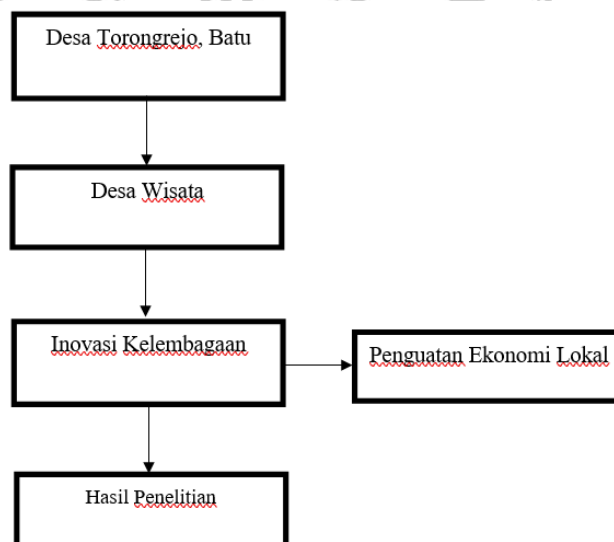 Desa Torongrejo, Batu
Desa Wisata
Inovasi Kelembagaan
Penguatan Ekonomi Lokal
Hasil Penelitian